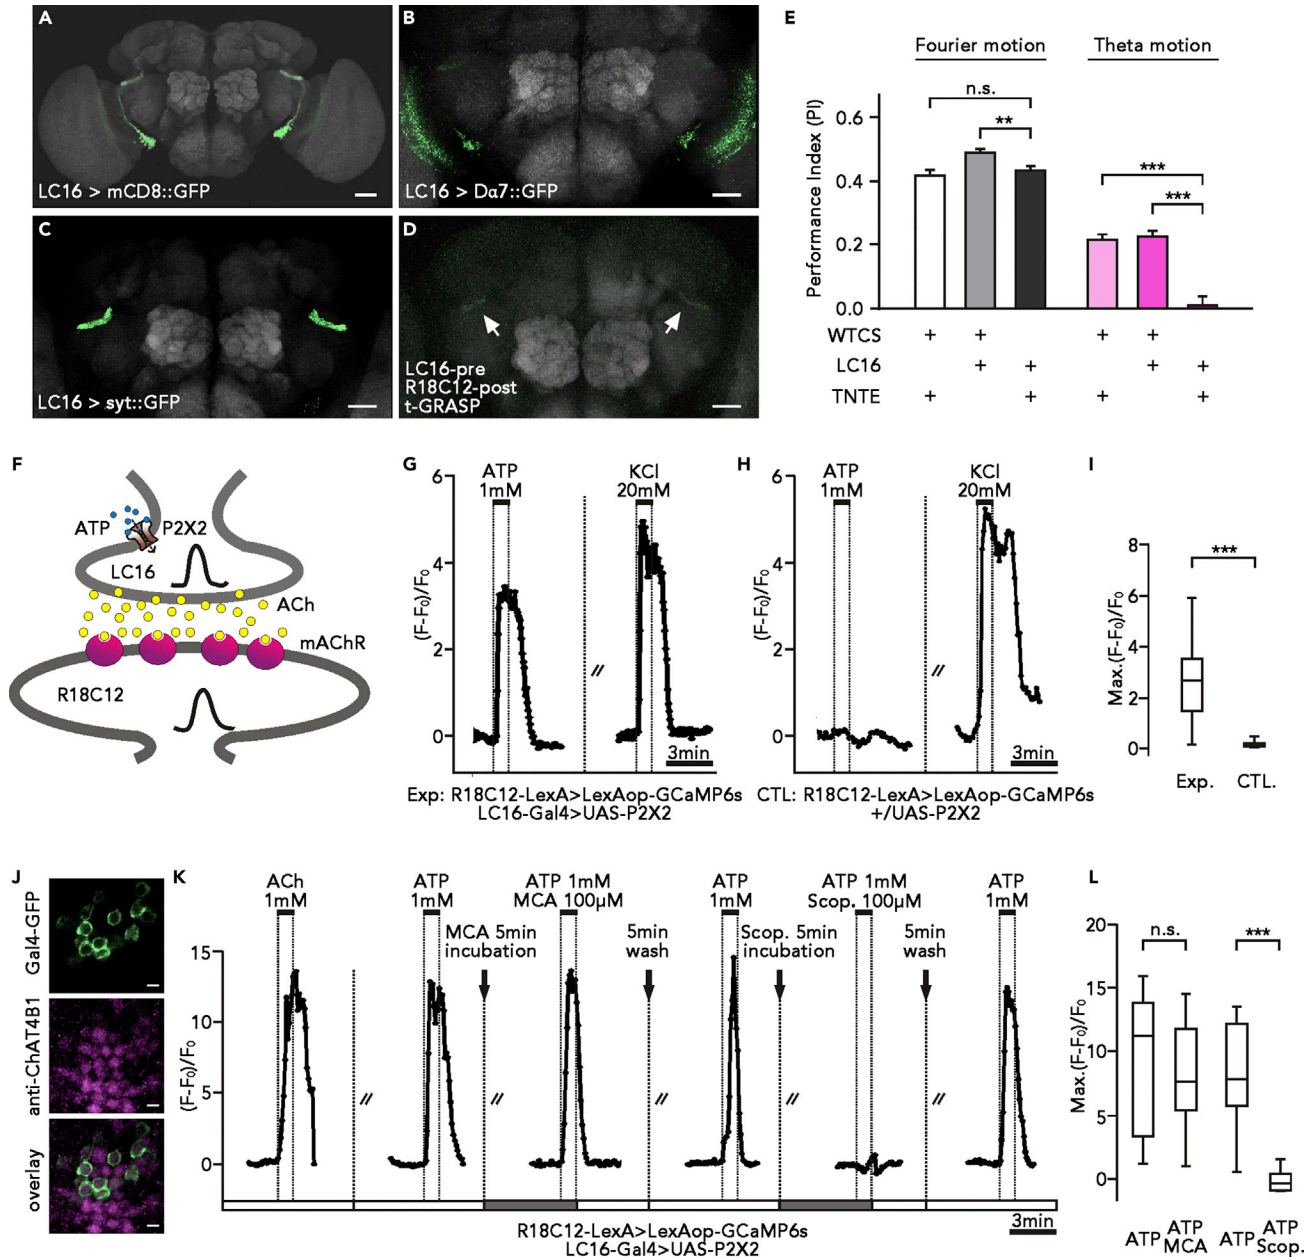 A
LC16 > mCD8::GFP
B
LC16 > Dα7::GFP
C
LC16 > syt::GFP
D
LC16-pre
R18C12-post
t-GRASP
E
Fourier motion
Theta motion
n.s.
**
***
***
Performance Index (PI)
0.6
0.4
0.2
0.0
WTCS + + + +
LC16 + + + +
TNTE + + + +
F
ATP
P2X2
LC16
ACh
mAChR
R18C12
G
ATP
1mM
KCl
20mM
(F-F₀)/F₀
6
4
2
0
//
3min
Exp: R18C12-LexA>LexAop-GCaMP6s
LC16-Gal4>UAS-P2X2
H
ATP
1mM
KCl
20mM
(F-F₀)/F₀
6
4
2
0
//
3min
CTL: R18C12-LexA>LexAop-GCaMP6s
+/UAS-P2X2
I
***
Max.(F-F₀)/F₀
8
6
4
2
0
Exp. CTL.
J
Gal4-GFP
anti-ChAT4B1
overlay
K
ACh
1mM
ATP
1mM
MCA 5min
incubation
ATP 1mM
MCA 100µM
5min
wash
ATP
1mM
Scop. 5min
incubation
ATP 1mM
Scop. 100µM
5min
wash
ATP
1mM
(F-F₀)/F₀
15
10
5
0
// // // // // //
3min
R18C12-LexA>LexAop-GCaMP6s
LC16-Gal4>UAS-P2X2
L
n.s.
***
Max.(F-F₀)/F₀
20
15
10
5
0
ATP
ATP
MCA
ATP
ATP
Scop.